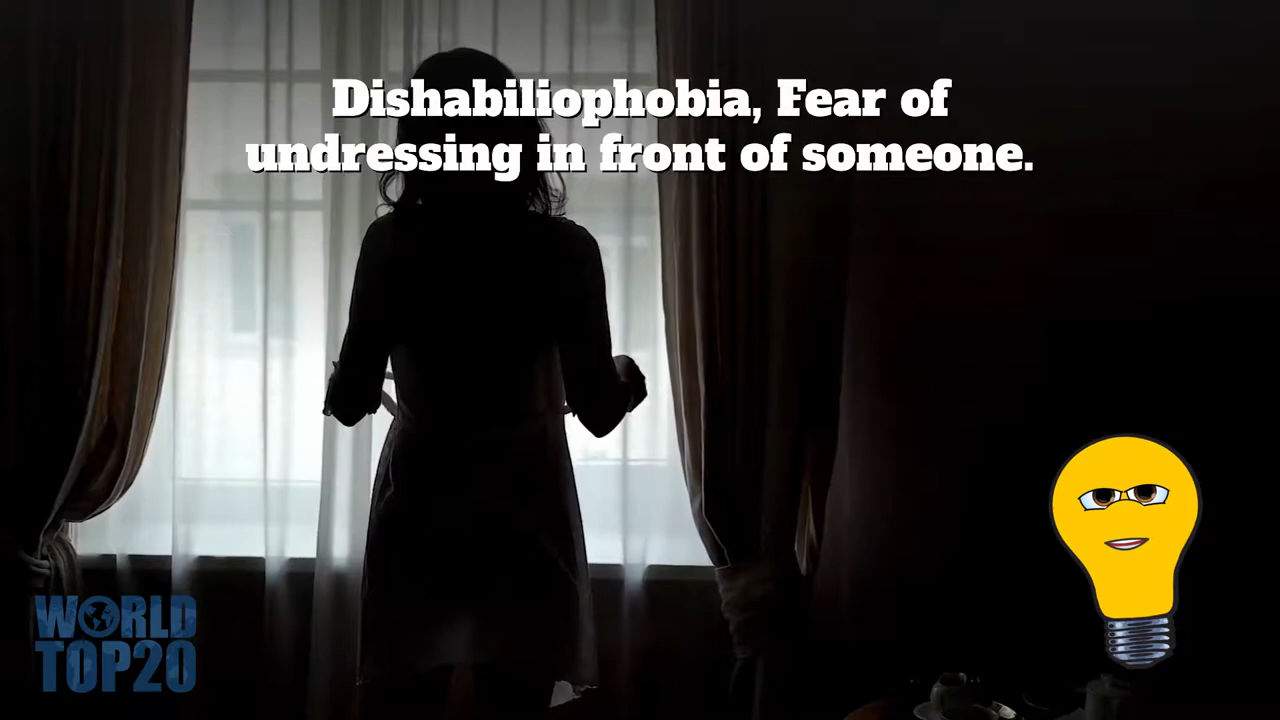 Dishabiliophobia, Fear of
undressing in front of someone.
WORLD
TOP20